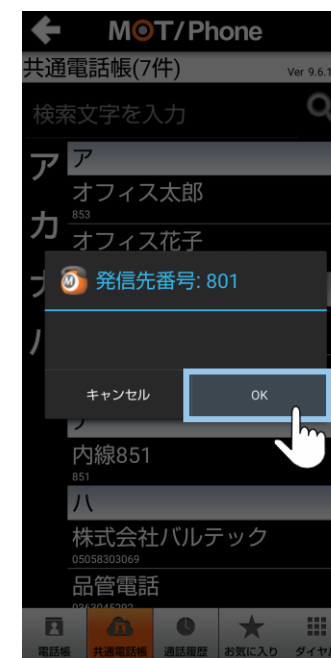 MOT/Phone
共通電話帳(7件)
Ver 9.6.1
検索文字を入力
ア
ア
オフィス太郎
853
カ
オフィス花子
発信先番号: 801
キャンセル
OK
内線851
851
ハ
株式会社バルテック
05058303069
品管電話
電話帳
共通電話帳
通話履歴
お気に入り
ダイヤ